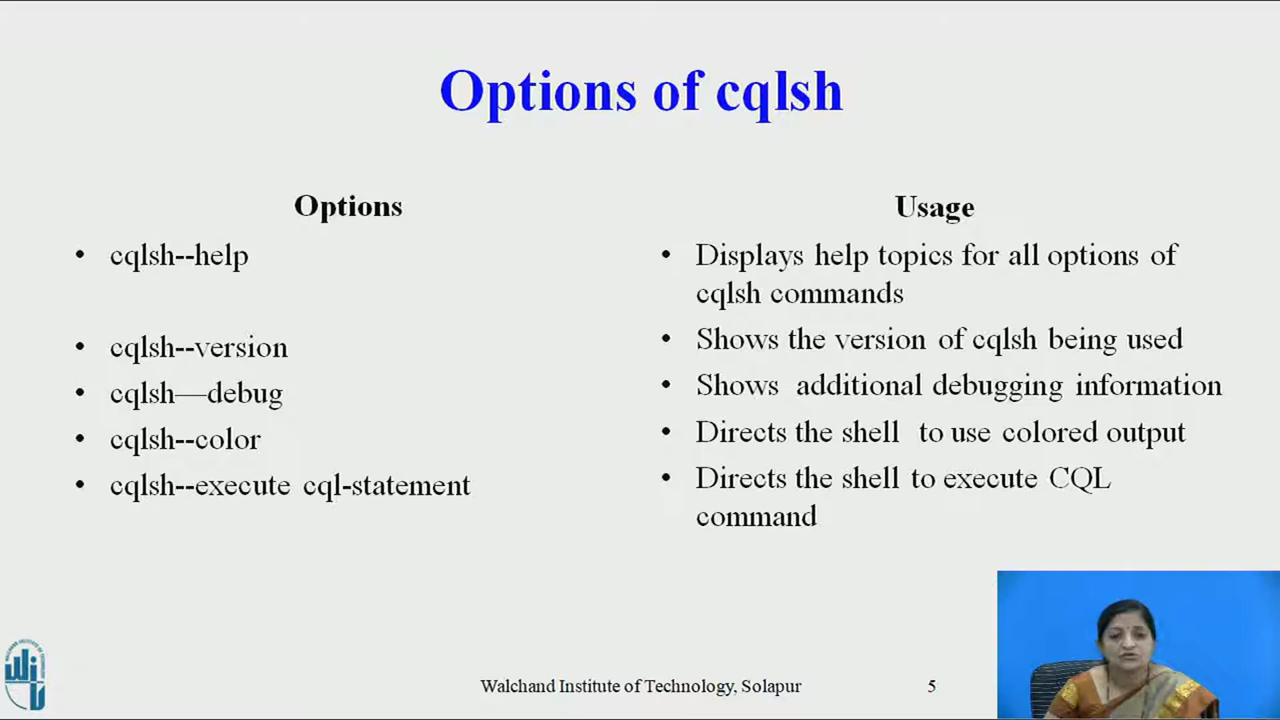 Options of cqlsh
Options
• cqlsh--help
• cqlsh--version
• cqlsh—debug
• cqlsh--color
• cqlsh--execute cql-statement
Usage
• Displays help topics for all options of
cqlsh commands
• Shows the version of cqlsh being used
• Shows additional debugging information
• Directs the shell to use colored output
• Directs the shell to execute CQL
command
Walchand Institute of Technology, Solapur
5